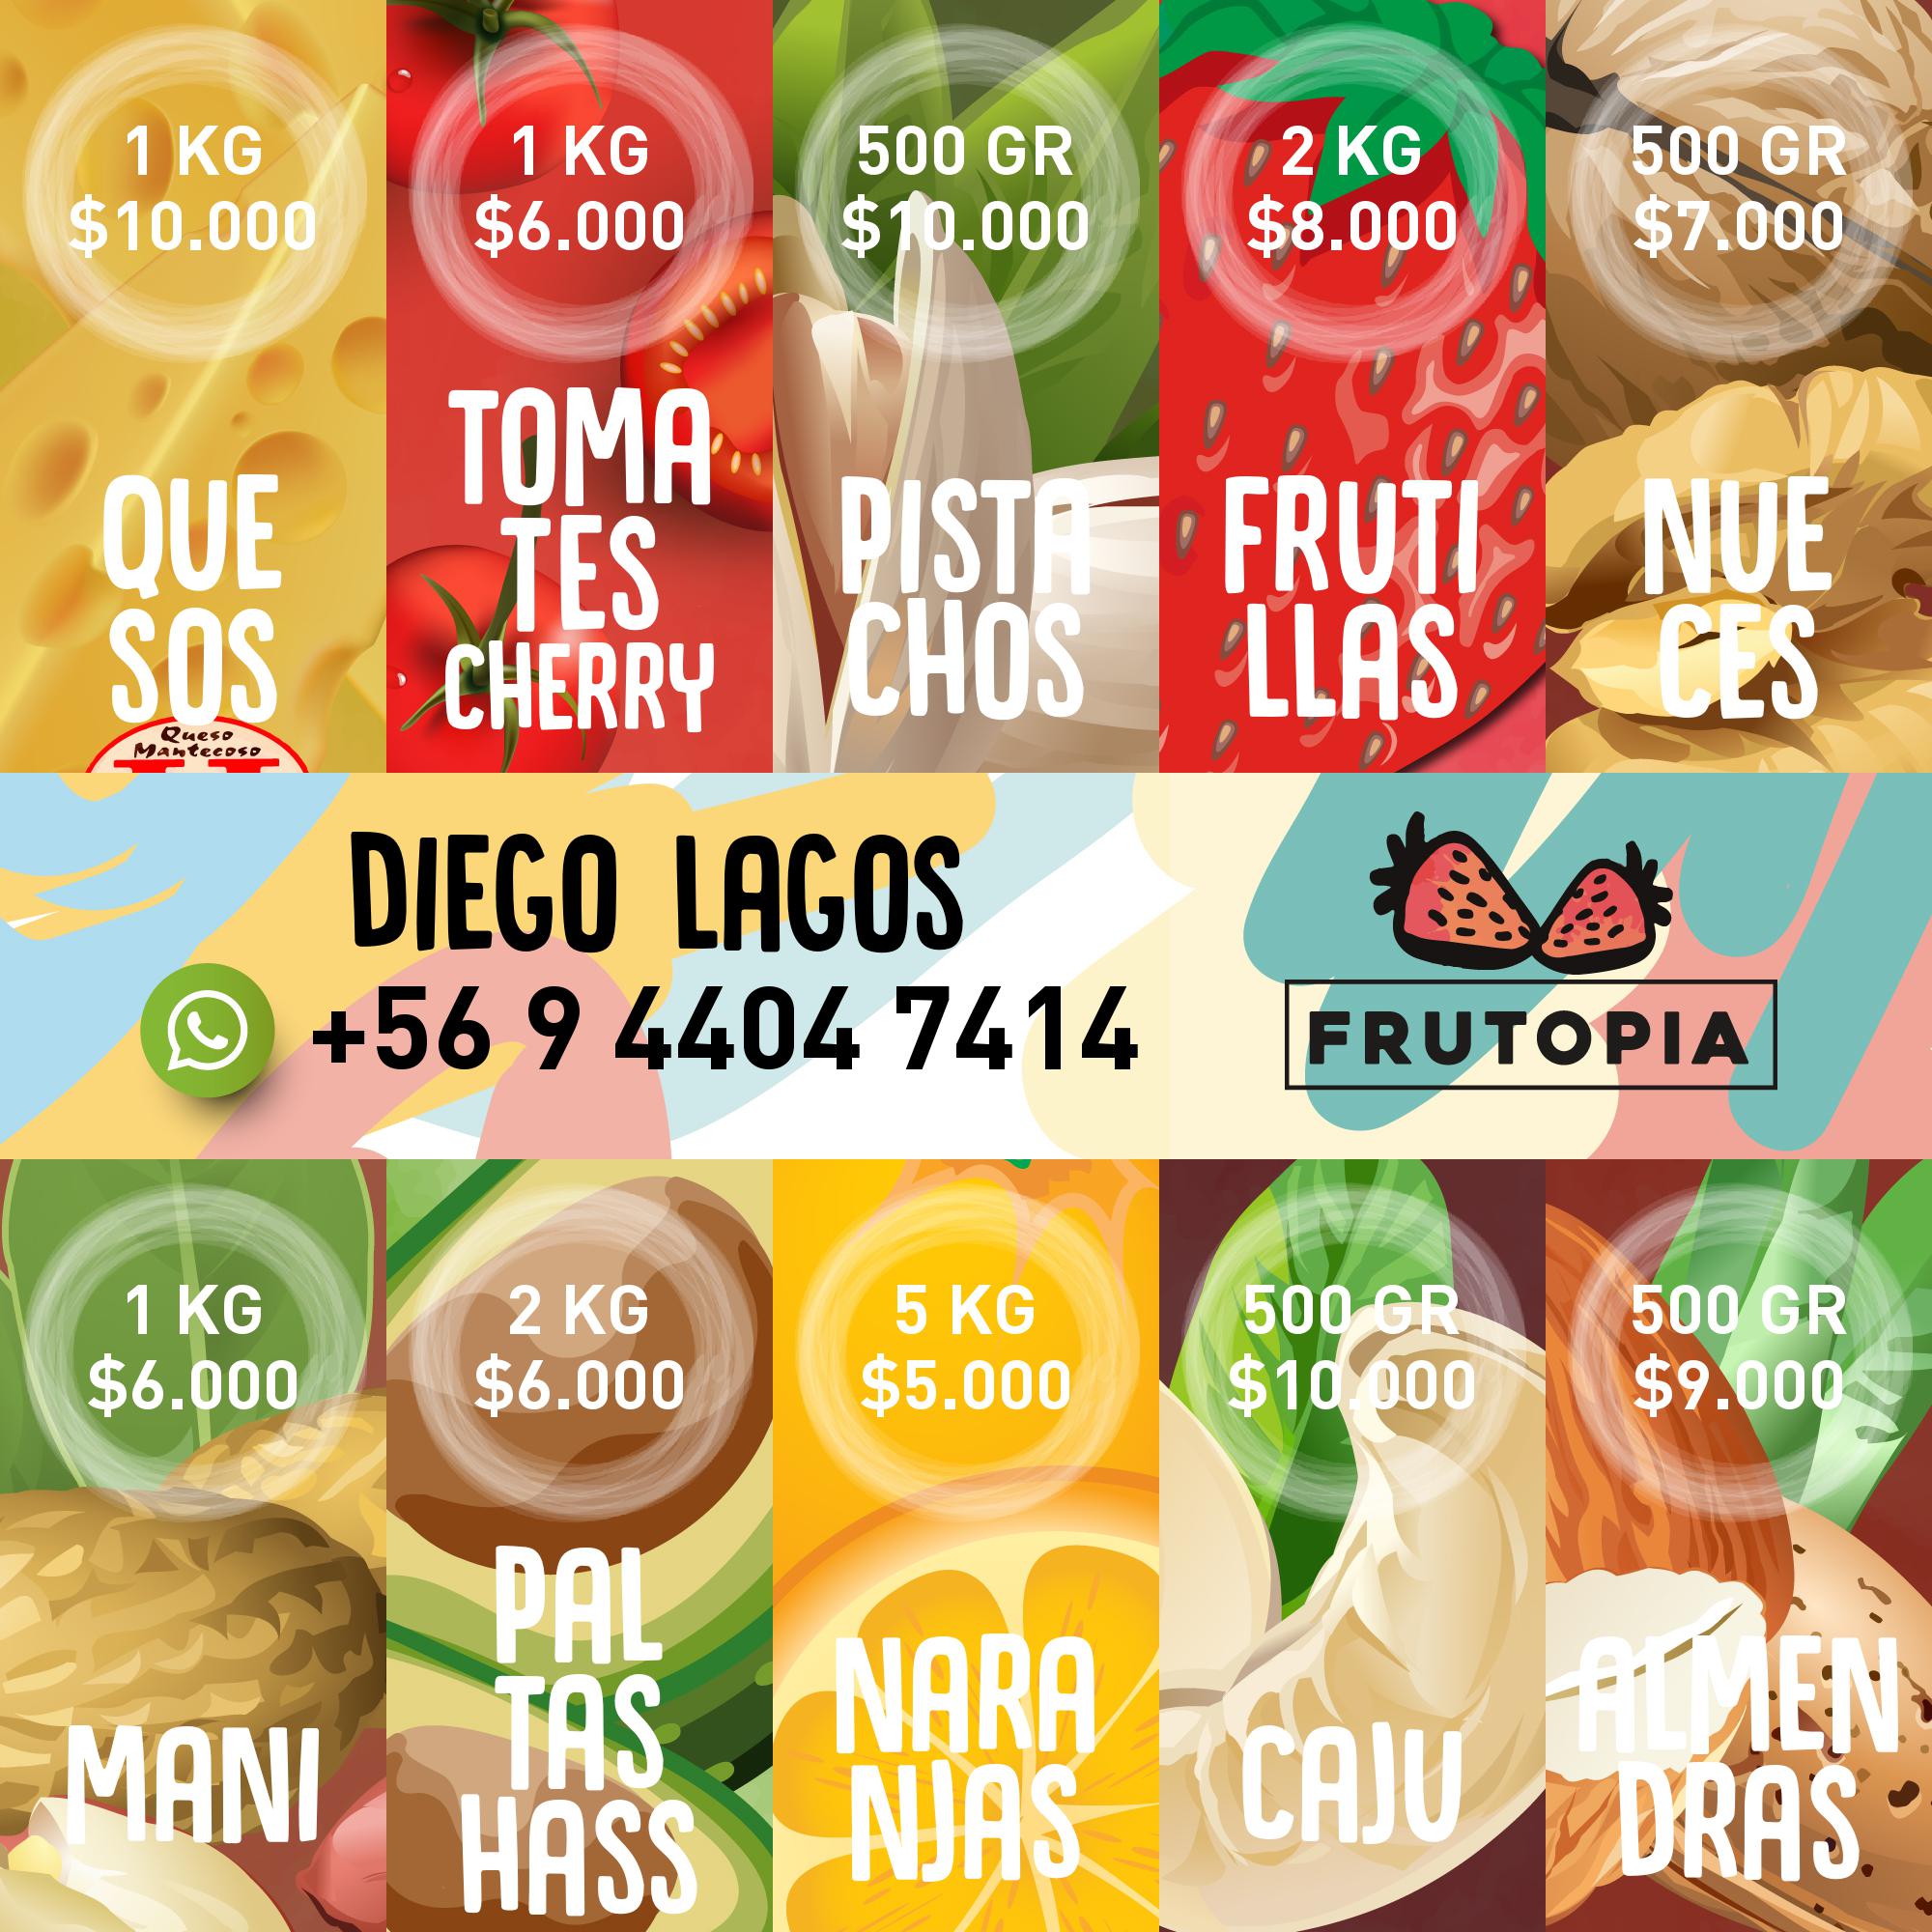 1 KG
$10.000
QUE
SOS
Queso
Mantecoso
1 KG
$6.000
TOMA
TES
CHERRY
500 GR
$10.000
PISTA
CHOS
2 KG
$8.000
FRUTI
LLAS
500 GR
$7.000
NUE
CES
DIEGO LAGOS
+56 9 4404 7414
FRUTOPIA
1 KG
$6.000
MANI
2 KG
$6.000
PAL
TAS
HASS
5 KG
$5.000
NARA
NJAS
500 GR
$10.000
CAJU
500 GR
$9.000
ALMEN
DRAS